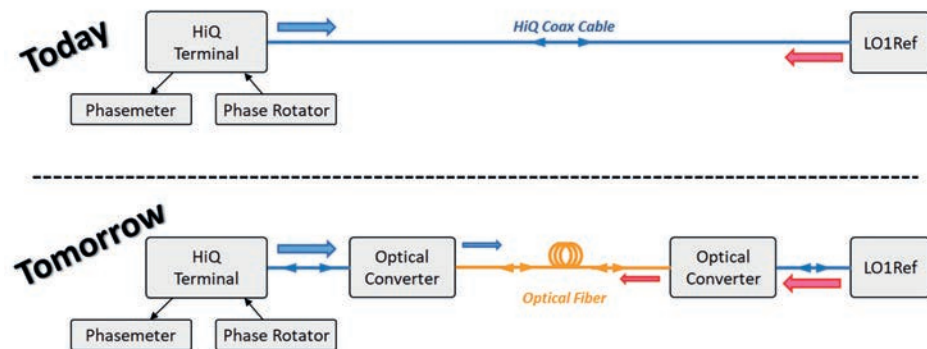 Today
HiQ
Terminal
HiQ Coax Cable
LO1Ref
Phasemeter
Phase Rotator
Tomorrow
HiQ
Terminal
Optical
Converter
Optical Fiber
Optical
Converter
LO1Ref
Phasemeter
Phase Rotator